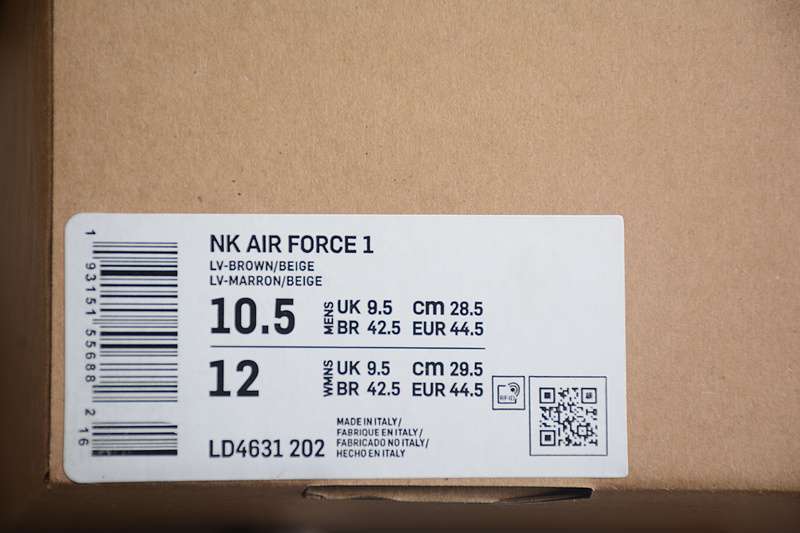 1 93151 55688 2 16
NK AIR FORCE 1
LV-BROWN/BEIGE
LV-MARRON/BEIGE
10.5 MENS UK 9.5 cm 28.5
BR 42.5 EUR 44.5
12 WMNS UK 9.5 cm 29.5
BR 42.5 EUR 44.5
RFID
LD4631 202
MADE IN ITALY/
FABRIQUE EN ITALY/
FABRICADO NO ITALY/
HECHO EN ITALY